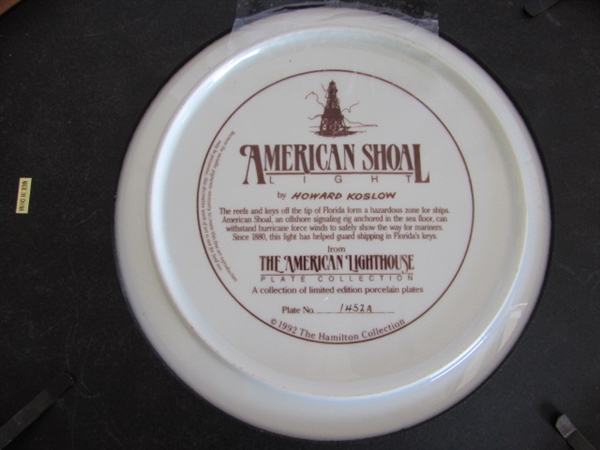 AMERICAN SHOAL
LIGHT
by HOWARD KOSLOW
The reefs and keys off the tip of Florida form a hazardous zone for ships.
American Shoal, an offshore signaling rig anchored in the sea floor, can
withstand hurricane force winds to safely show the way for mariners.
Since 1880, this light has helped guard shipping in Florida's keys.
from
THE AMERICAN LIGHTHOUSE
PLATE COLLECTION
A collection of limited edition porcelain plates
Plate No. 1452A
© 1992 The Hamilton Collection